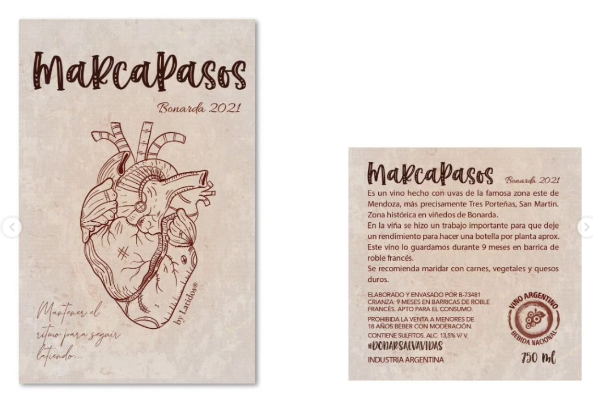 MaRcaPasos
Bonarda 2021
by Latidos®
Mantener el
ritmo para seguir
latiendo...
MaRcaPasos Bonarda 2021
Es un vino hecho con uvas de la famosa zona este de
Mendoza, más precisamente Tres Porteñas, San Martín.
Zona histórica en viñedos de Bonarda.
En la viña se hizo un trabajo importante para que deje
un rendimiento para hacer una botella por planta aprox.
Este vino lo guardamos durante 9 meses en barrica de
roble francés.
Se recomienda maridar con carnes, vegetales y quesos
duros.
ELABORADO Y ENVASADO POR B-73481
CRIANZA: 9 MESES EN BARRICAS DE ROBLE
FRANCÉS. APTO PARA EL CONSUMO.
PROHIBIDA LA VENTA A MENORES DE
18 AÑOS BEBER CON MODERACIÓN.
CONTIENE SULFITOS. ALC. 13,5% V/ V.
#DONARSALVAVIDAS
INDUSTRIA ARGENTINA
VINO ARGENTINO
BEBIDA NACIONAL
750 ml